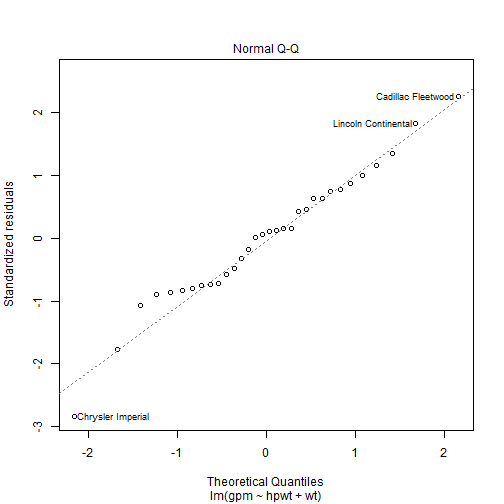 Normal Q-Q
Cadillac Fleetwood
Lincoln Continental
Chrysler Imperial
Standardized residuals
2
1
0
-1
-2
-3
-2
-1
0
1
2
Theoretical Quantiles
lm(gpm ~ hpwt + wt)